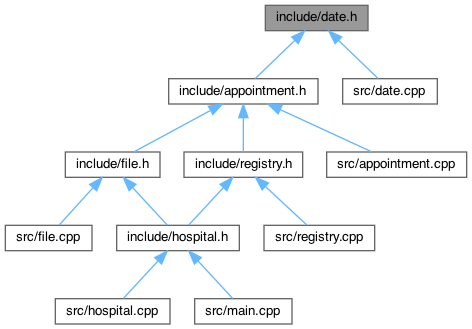 include/date.h
include/appointment.h
src/date.cpp
include/file.h
include/registry.h
src/appointment.cpp
src/file.cpp
include/hospital.h
src/registry.cpp
src/hospital.cpp
src/main.cpp